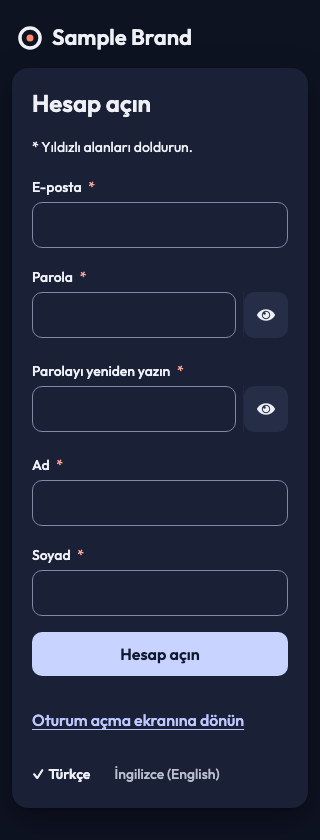 Sample Brand
Hesap açın
* Yıldızlı alanları doldurun.
E-posta *
Parola *
Parolayı yeniden yazın *
Ad *
Soyad *
Hesap açın
Oturum açma ekranına dönün
Türkçe İngilizce (English)